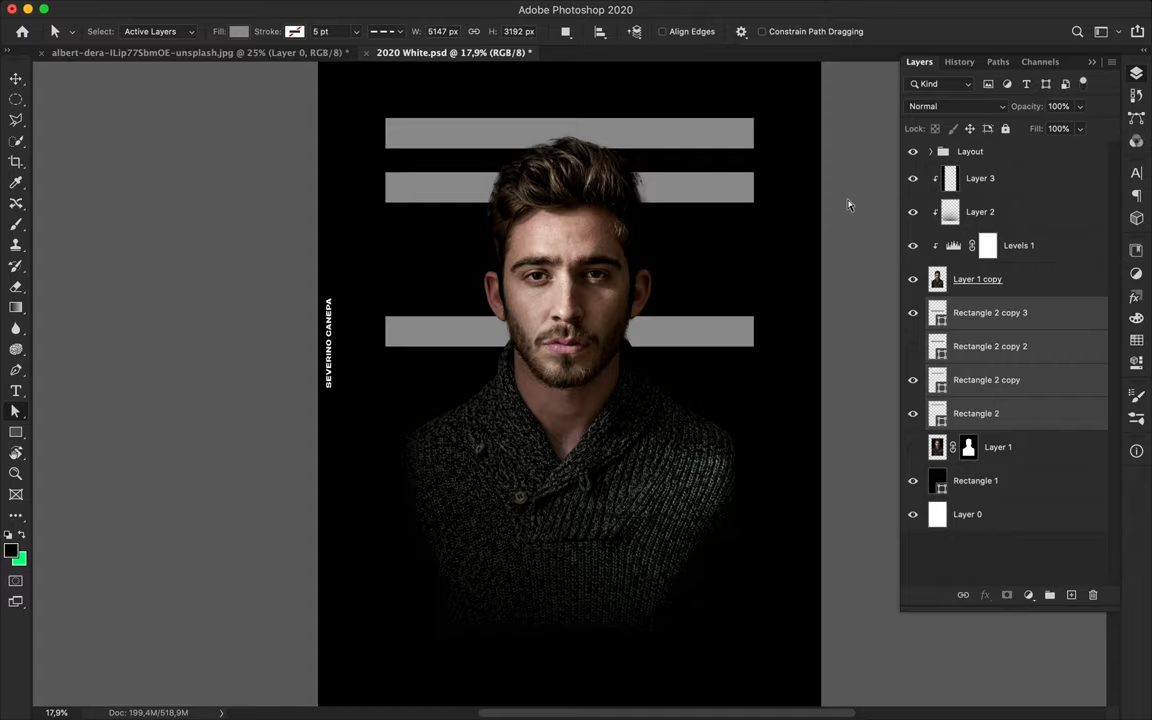 Adobe Photoshop 2020
Select: Active Layers Fill: Stroke: 5 pt W: 5147 px H: 3192 px Align Edges Constrain Path Dragging
albert-dera-ILip77SbmOE-unsplash.jpg @ 25% (Layer 0, RGB/8) *
2020 White.psd @ 17,9% (RGB/8) *
Layers History Paths Channels
Kind
Normal Opacity: 100%
Lock: Fill: 100%
Layout
Layer 3
Layer 2
Levels 1
Layer 1 copy
Rectangle 2 copy 3
Rectangle 2 copy 2
Rectangle 2 copy
Rectangle 2
Layer 1
Rectangle 1
Layer 0
SEVERINO CANEPA
17,9% Doc: 199,4M/518,9M